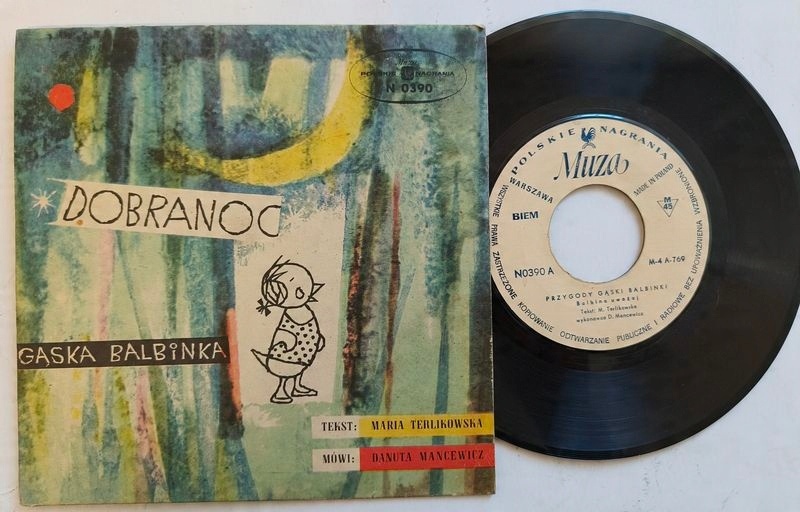 Muza
POLSKIE NAGRANIA
N 0390
DOBRANOC
GĄSKA BALBINKA
TEKST: MARIA TERLIKOWSKA
MÓWI: DANUTA MANCEWICZ
POLSKIE NAGRANIA
Muza
WARSZAWA
MADE IN POLAND
BIEM
M
45
N0390 A
M-4 A-769
PRZYGODY GĄSKI BALBINKI
Balbino uważaj
Tekst: M. Terlikowska
wykonawca D. Mancewicz
WSZYSTKIE PRAWA ZASTRZEŻONE KOPIOWANIE ODTWARZANIE PUBLICZNE I RADIOWE BEZ UPOWAŻNIENIA WZBRONIONE